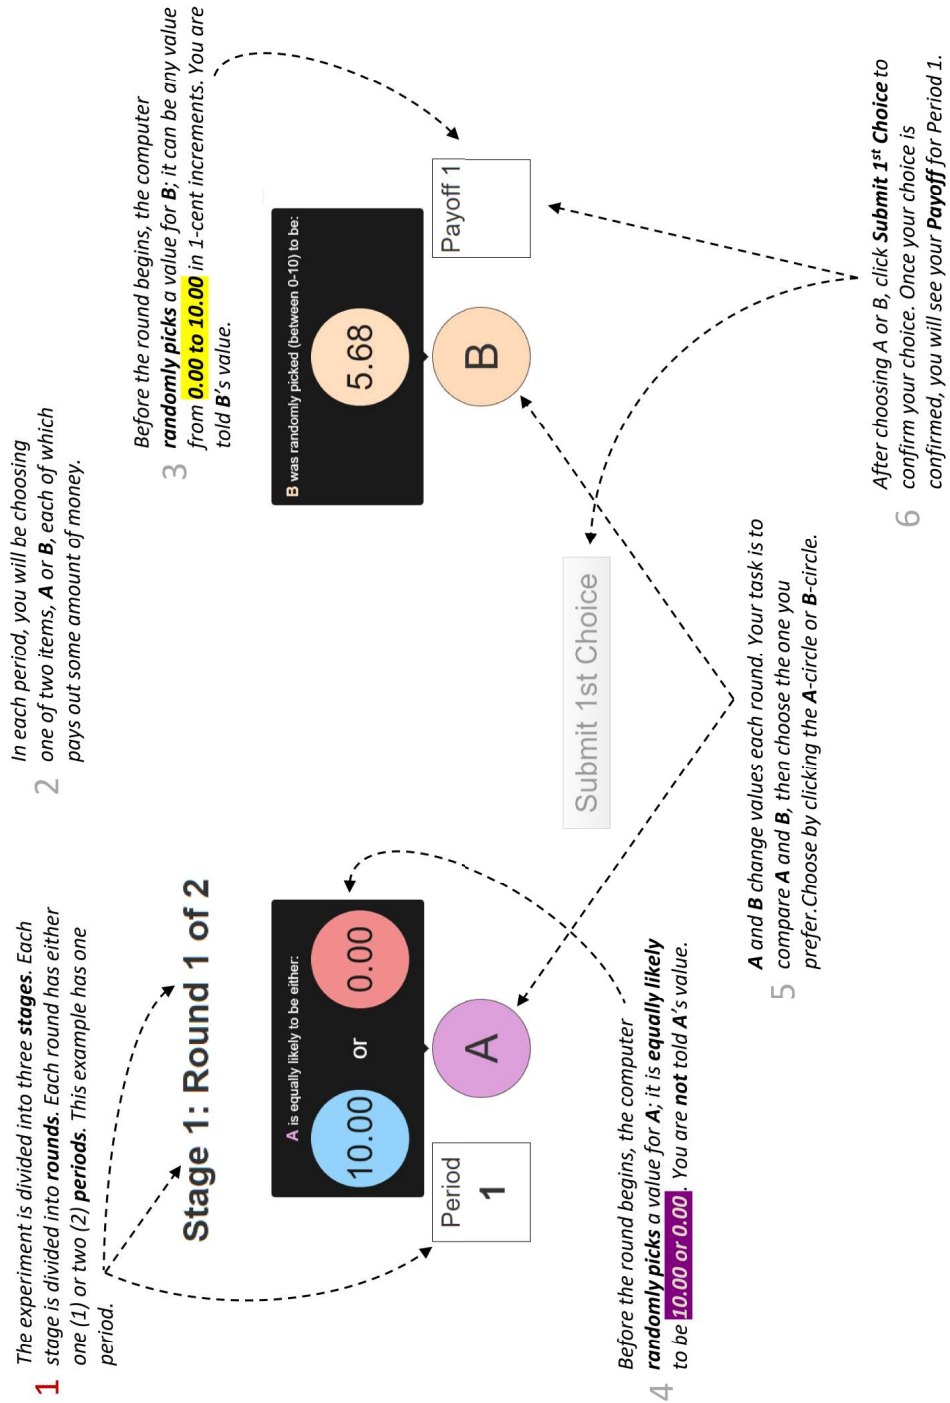 1
The experiment is divided into three stages. Each
stage is divided into rounds. Each round has either
one (1) or two (2) periods. This example has one
period.
2
In each period, you will be choosing
one of two items, A or B, each of which
pays out some amount of money.
3
Before the round begins, the computer
randomly picks a value for B; it can be any value
from 0.00 to 10.00 in 1-cent increments. You are
told B's value.
Stage 1: Round 1 of 2
A is equally likely to be either:
10.00 or 0.00
B was randomly picked (between 0-10) to be:
5.68
Period
1
A
B
Payoff 1
Submit 1st Choice
4
Before the round begins, the computer
randomly picks a value for A; it is equally likely
to be 10.00 or 0.00. You are not told A's value.
5
A and B change values each round. Your task is to
compare A and B, then choose the one you
prefer.Choose by clicking the A-circle or B-circle.
6
After choosing A or B, click Submit 1st Choice to
confirm your choice. Once your choice is
confirmed, you will see your Payoff for Period 1.